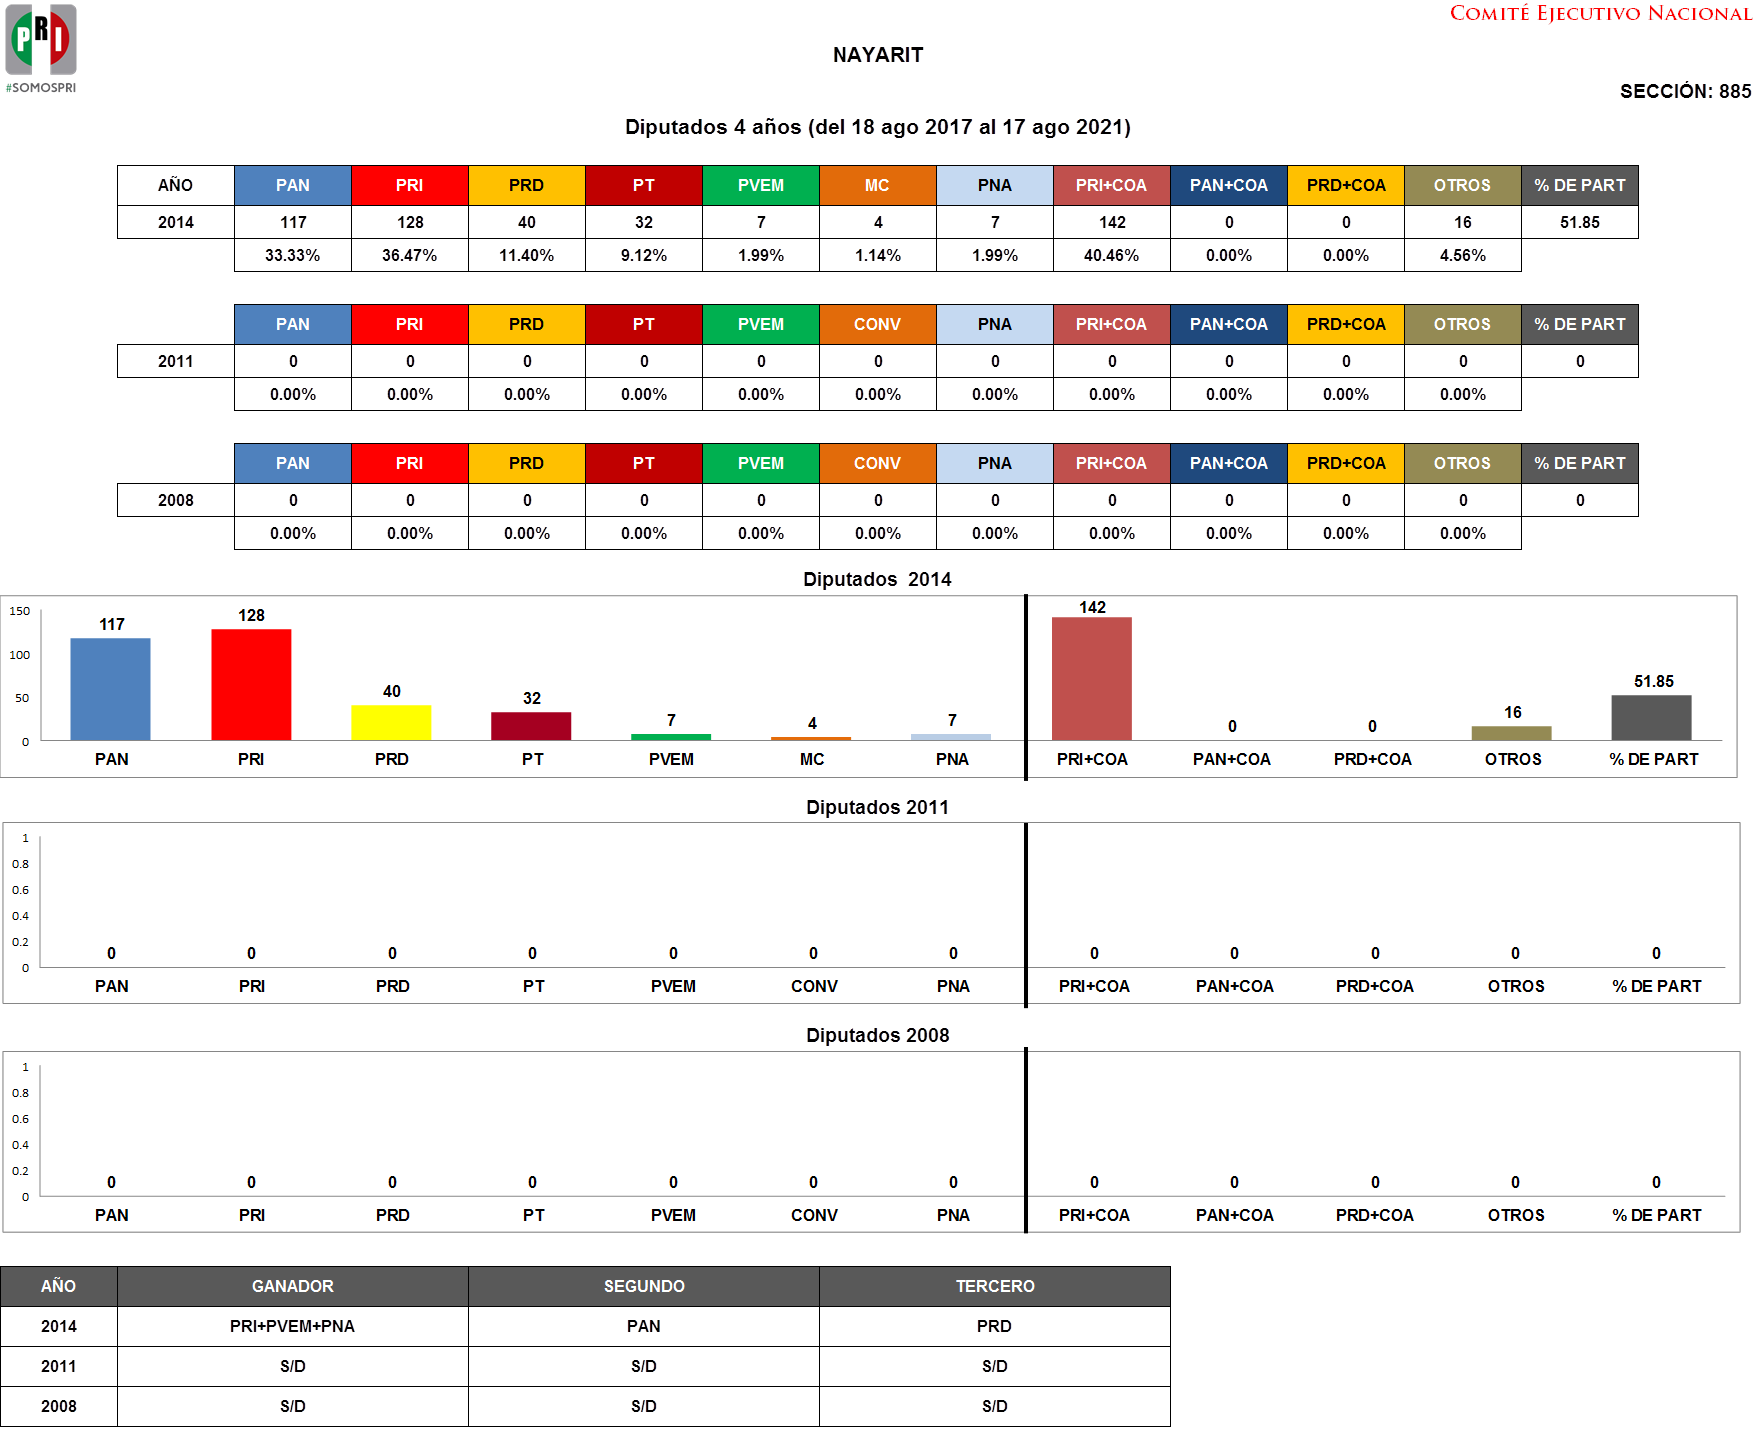 PRI
#SOMOSPRI
COMITÉ EJECUTIVO NACIONAL
NAYARIT
SECCIÓN: 885
Diputados 4 años (del 18 ago 2017 al 17 ago 2021)
AÑO PAN PRI PRD PT PVEM MC PNA PRI+COA PAN+COA PRD+COA OTROS % DE PART
2014 117 128 40 32 7 4 7 142 0 0 16 51.85
33.33% 36.47% 11.40% 9.12% 1.99% 1.14% 1.99% 40.46% 0.00% 0.00% 4.56%
PAN PRI PRD PT PVEM CONV PNA PRI+COA PAN+COA PRD+COA OTROS % DE PART
2011 0 0 0 0 0 0 0 0 0 0 0 0
0.00% 0.00% 0.00% 0.00% 0.00% 0.00% 0.00% 0.00% 0.00% 0.00% 0.00%
PAN PRI PRD PT PVEM CONV PNA PRI+COA PAN+COA PRD+COA OTROS % DE PART
2008 0 0 0 0 0 0 0 0 0 0 0 0
0.00% 0.00% 0.00% 0.00% 0.00% 0.00% 0.00% 0.00% 0.00% 0.00% 0.00%
Diputados 2014
150
100
50
0
117 128 40 32 7 4 7 142 0 0 16 51.85
PAN PRI PRD PT PVEM MC PNA PRI+COA PAN+COA PRD+COA OTROS % DE PART
Diputados 2011
1
0.8
0.6
0.4
0.2
0
0 0 0 0 0 0 0 0 0 0 0 0
PAN PRI PRD PT PVEM CONV PNA PRI+COA PAN+COA PRD+COA OTROS % DE PART
Diputados 2008
1
0.8
0.6
0.4
0.2
0
0 0 0 0 0 0 0 0 0 0 0 0
PAN PRI PRD PT PVEM CONV PNA PRI+COA PAN+COA PRD+COA OTROS % DE PART
AÑO GANADOR SEGUNDO TERCERO
2014 PRI+PVEM+PNA PAN PRD
2011 S/D S/D S/D
2008 S/D S/D S/D